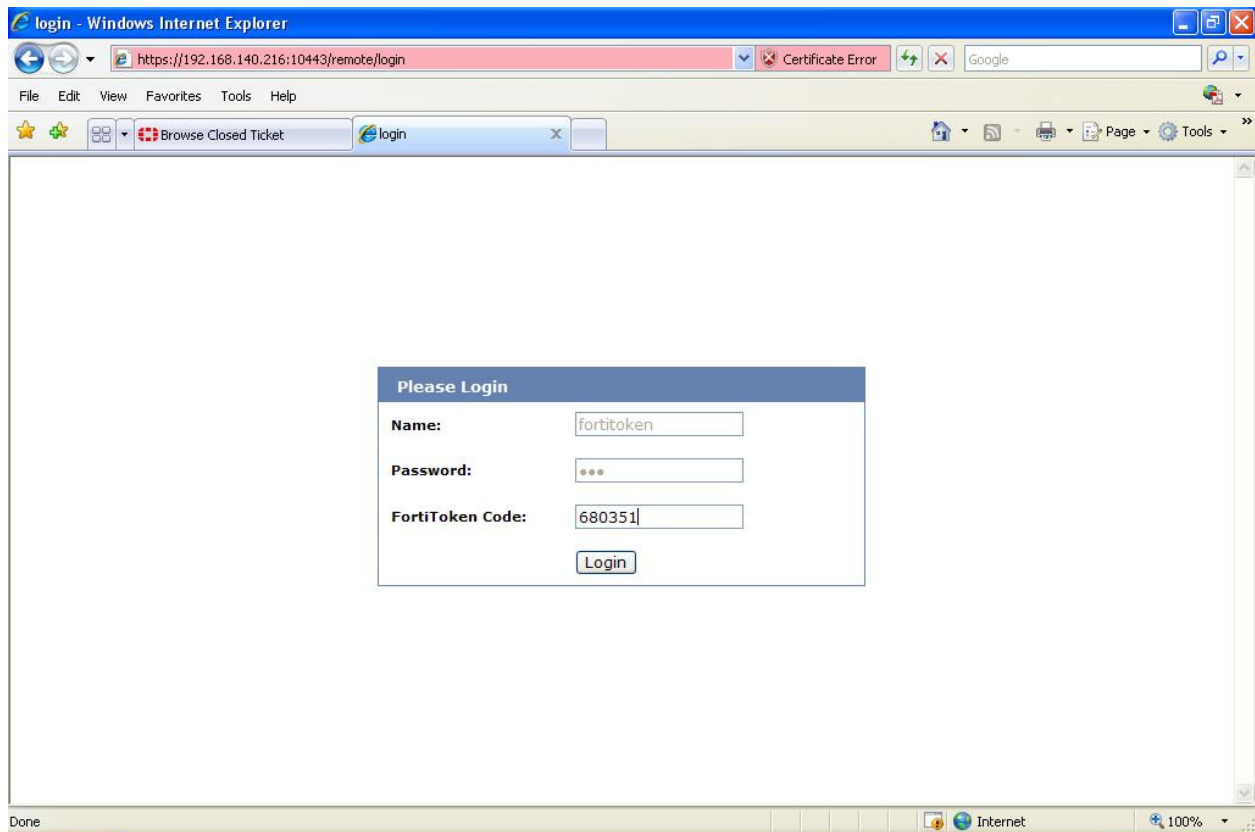 login - Windows Internet Explorer
https://192.168.140.216:10443/remote/login Certificate Error Google
File Edit View Favorites Tools Help
Browse Closed Ticket login Page Tools »
Please Login
Name: fortitoken
Password: •••
FortiToken Code: 680351
Login
Done Internet 100%